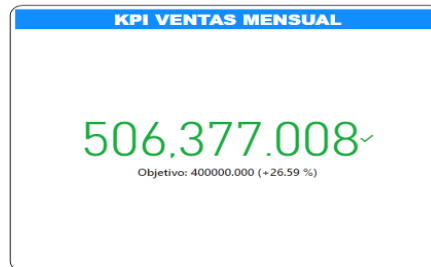 KPI VENTAS MENSUAL
506,377.008✓
Objetivo: 400000.000 (+26.59 %)